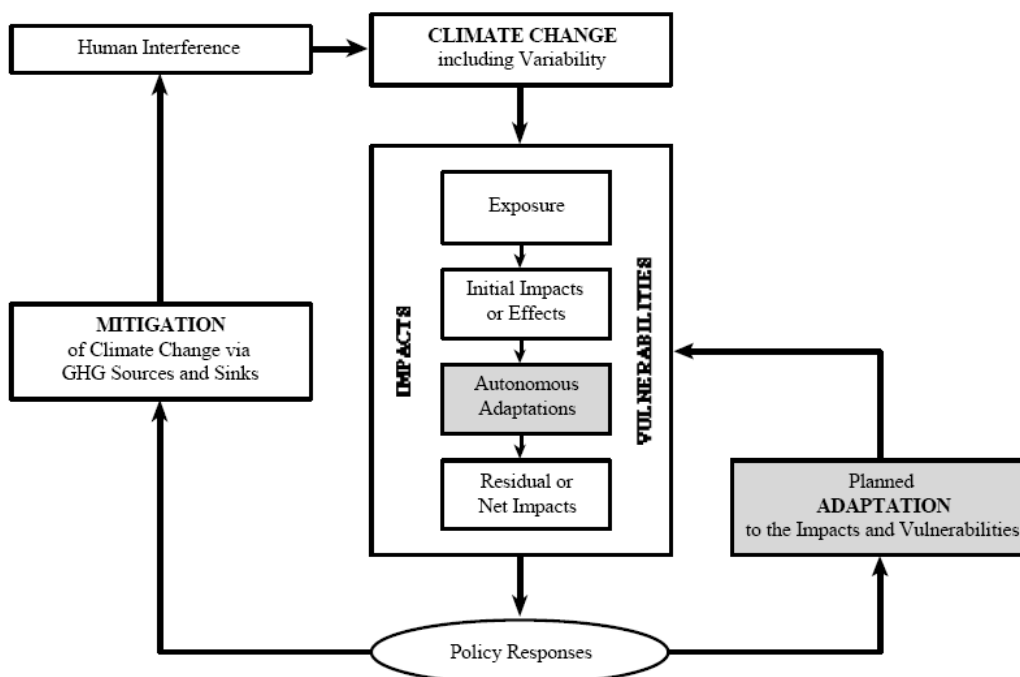 Human Interference
CLIMATE CHANGE
including Variability
Exposure
Initial Impacts
or Effects
IMPACTS
VULNERABILITIES
MITIGATION
of Climate Change via
GHG Sources and Sinks
Autonomous
Adaptations
Residual or
Net Impacts
Planned
ADAPTATION
to the Impacts and Vulnerabilities
Policy Responses